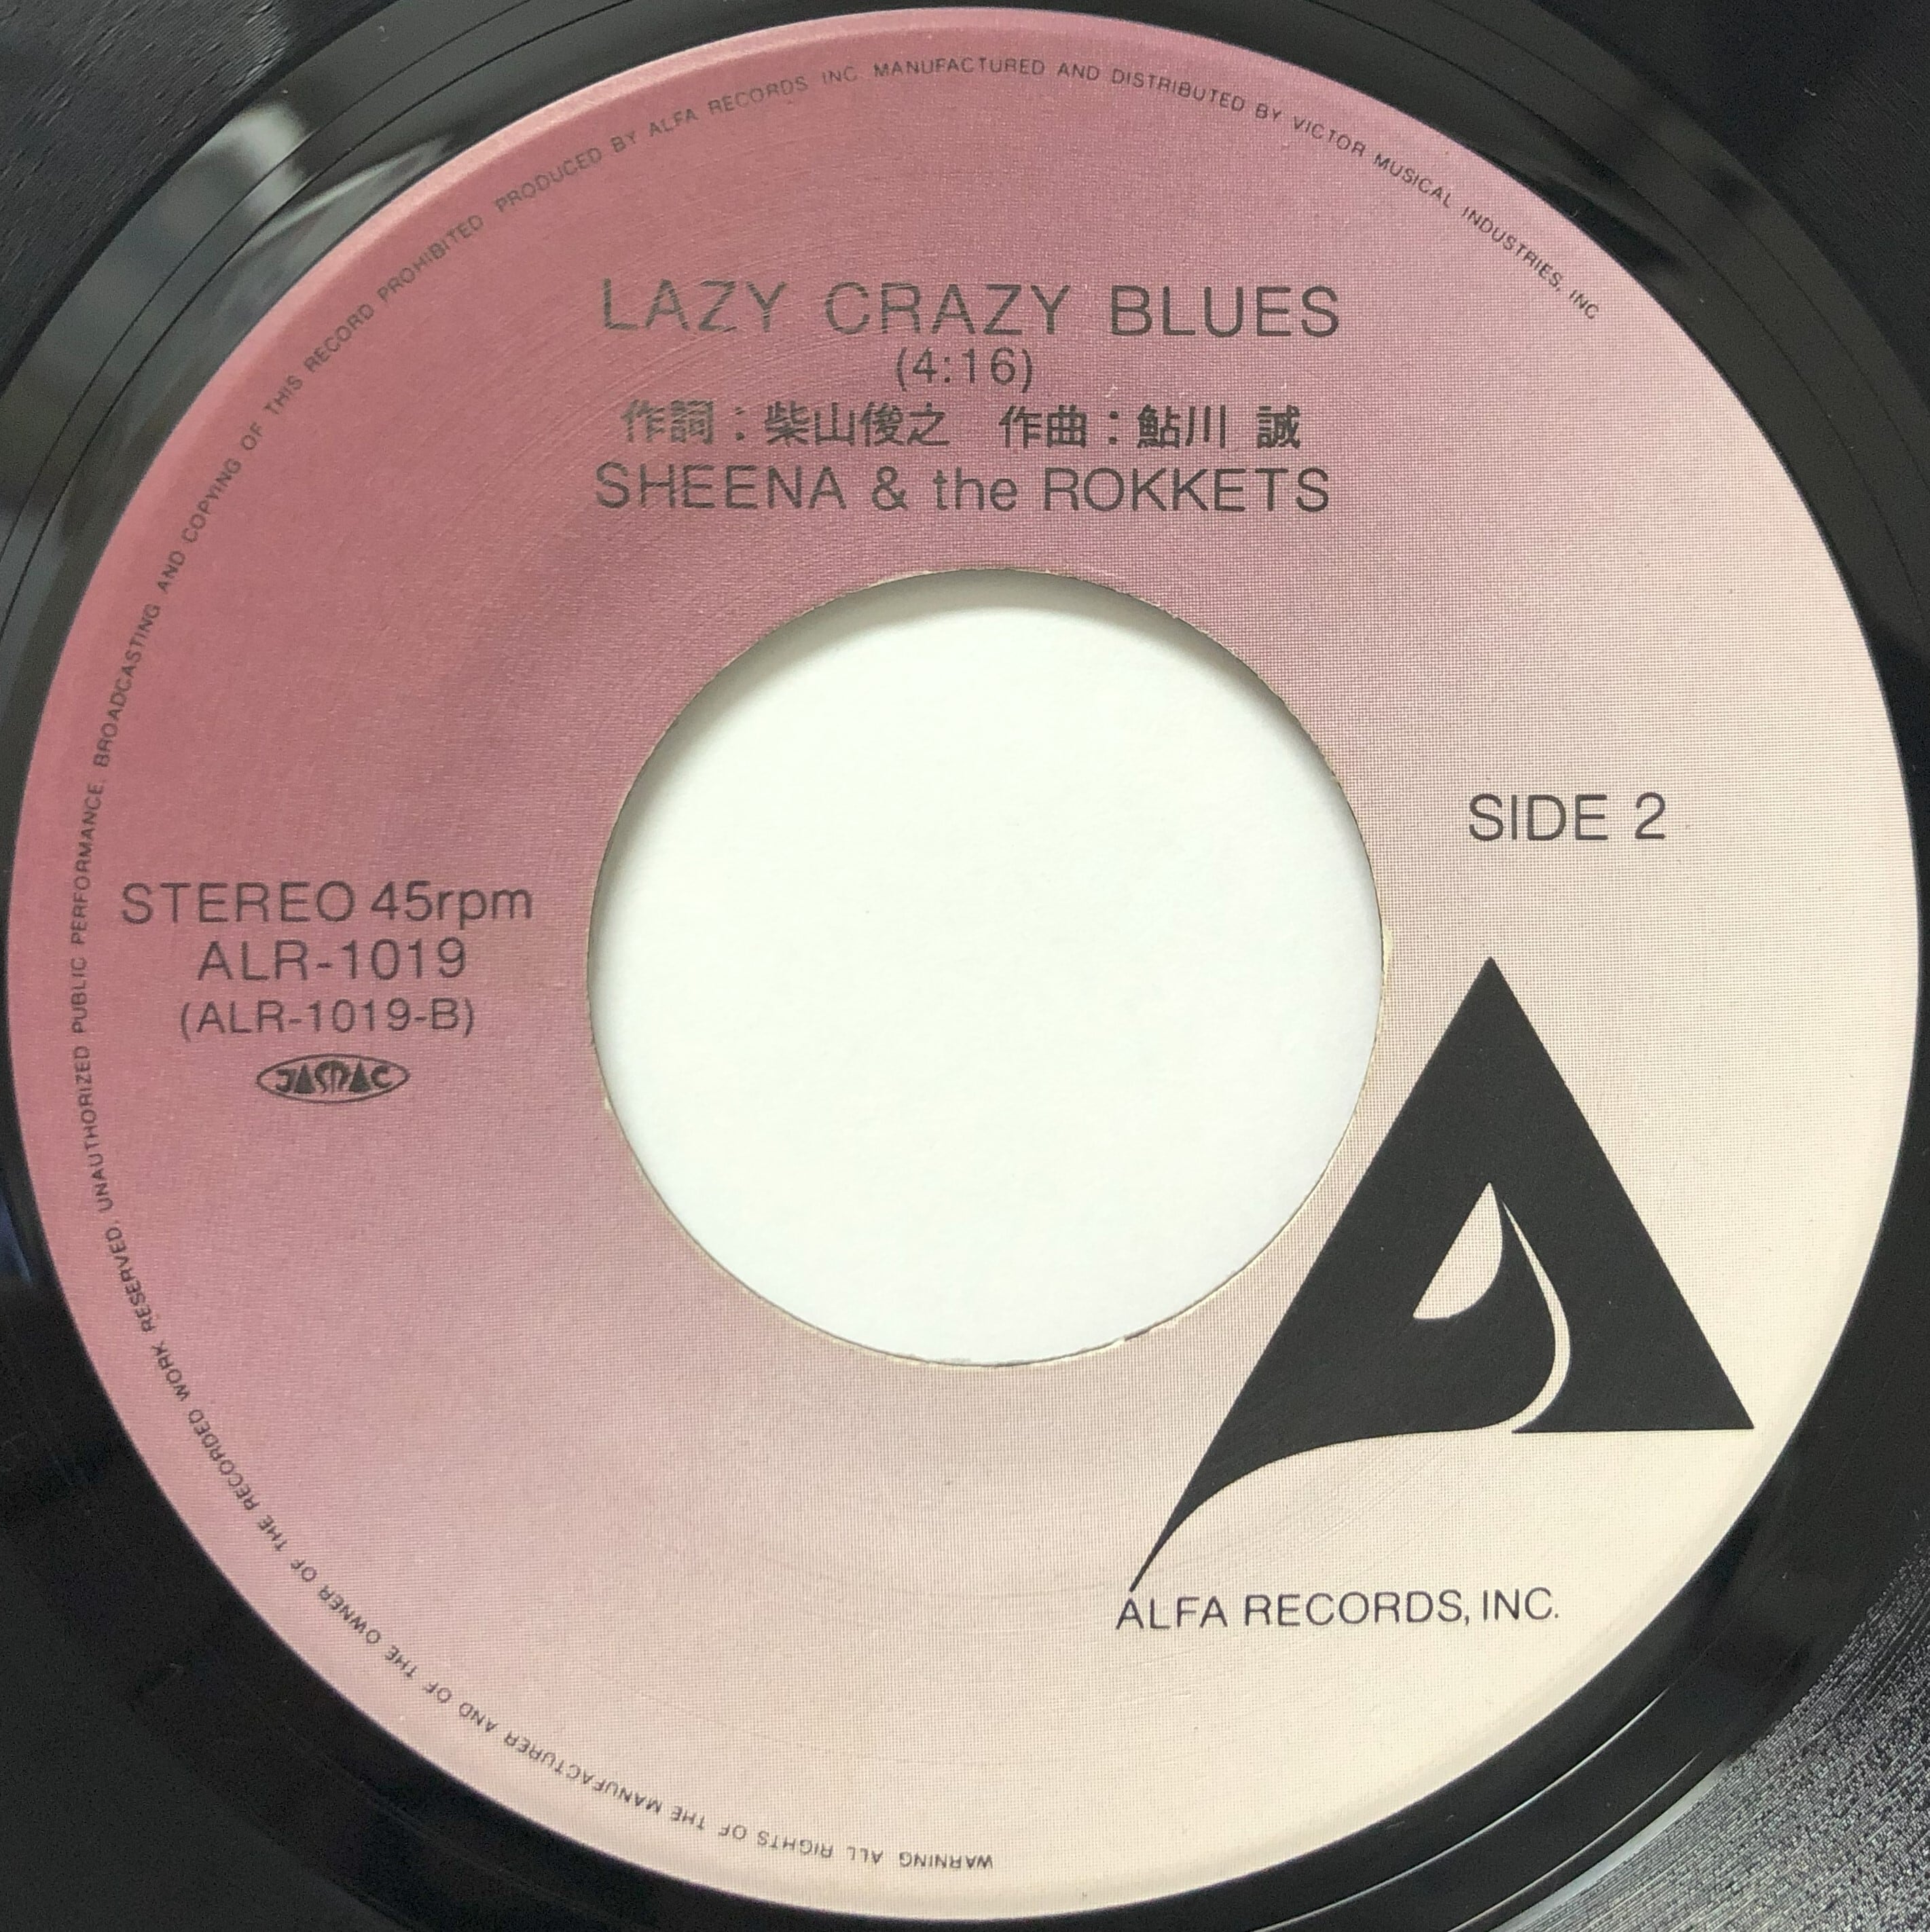 LAZY CRAZY BLUES
(4:16)
作詞：柴山俊之　作曲：鮎川 誠
SHEENA & the ROKKETS
SIDE 2
STEREO 45rpm
ALR-1019
(ALR-1019-B)
JASRAC
ALFA RECORDS, INC.
WARNING ALL RIGHTS OF THE MANUFACTURER AND OF THE OWNER OF THE RECORDED WORK RESERVED. UNAUTHORIZED PUBLIC PERFORMANCE, BROADCASTING AND COPYING OF THIS RECORD PROHIBITED PRODUCED BY ALFA RECORDS INC MANUFACTURED AND DISTRIBUTED BY VICTOR MUSICAL INDUSTRIES, INC